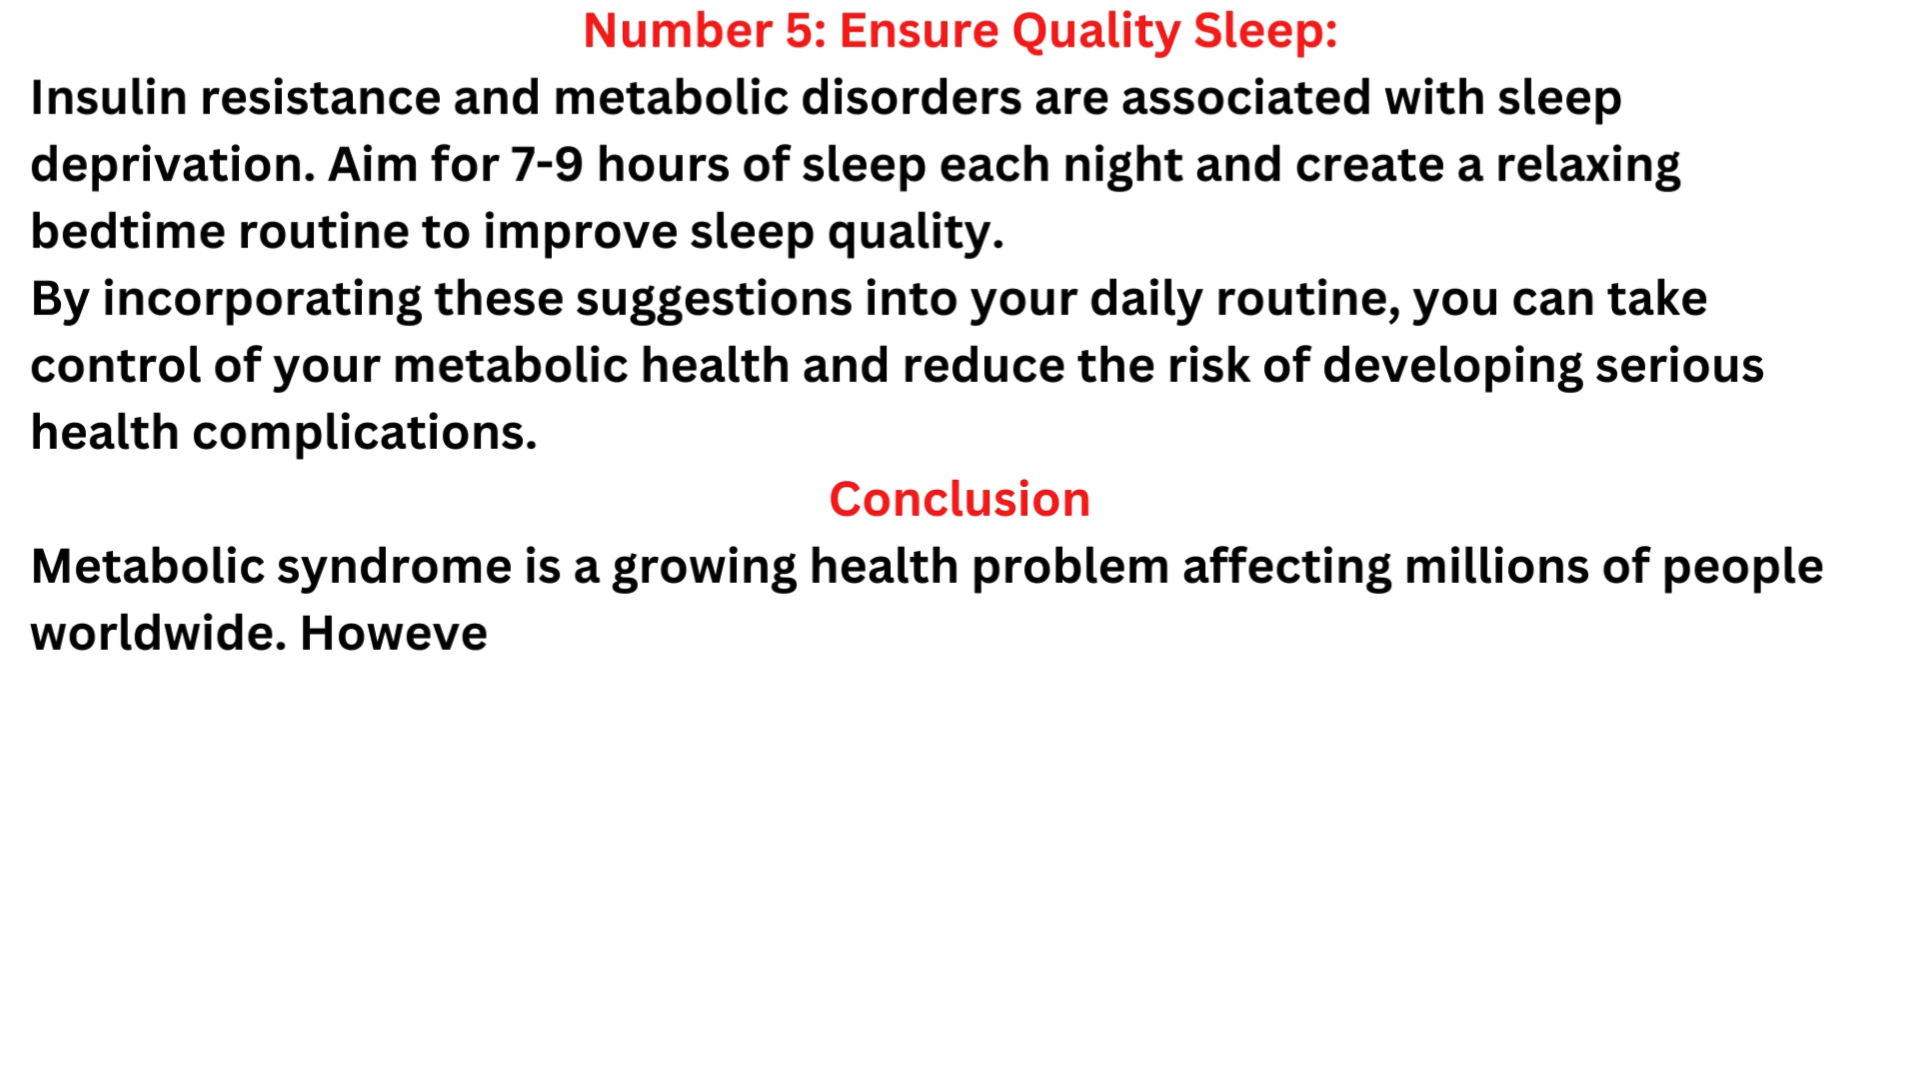 Number 5: Ensure Quality Sleep:
Insulin resistance and metabolic disorders are associated with sleep
deprivation. Aim for 7-9 hours of sleep each night and create a relaxing
bedtime routine to improve sleep quality.
By incorporating these suggestions into your daily routine, you can take
control of your metabolic health and reduce the risk of developing serious
health complications.
Conclusion
Metabolic syndrome is a growing health problem affecting millions of people
worldwide. Howeve